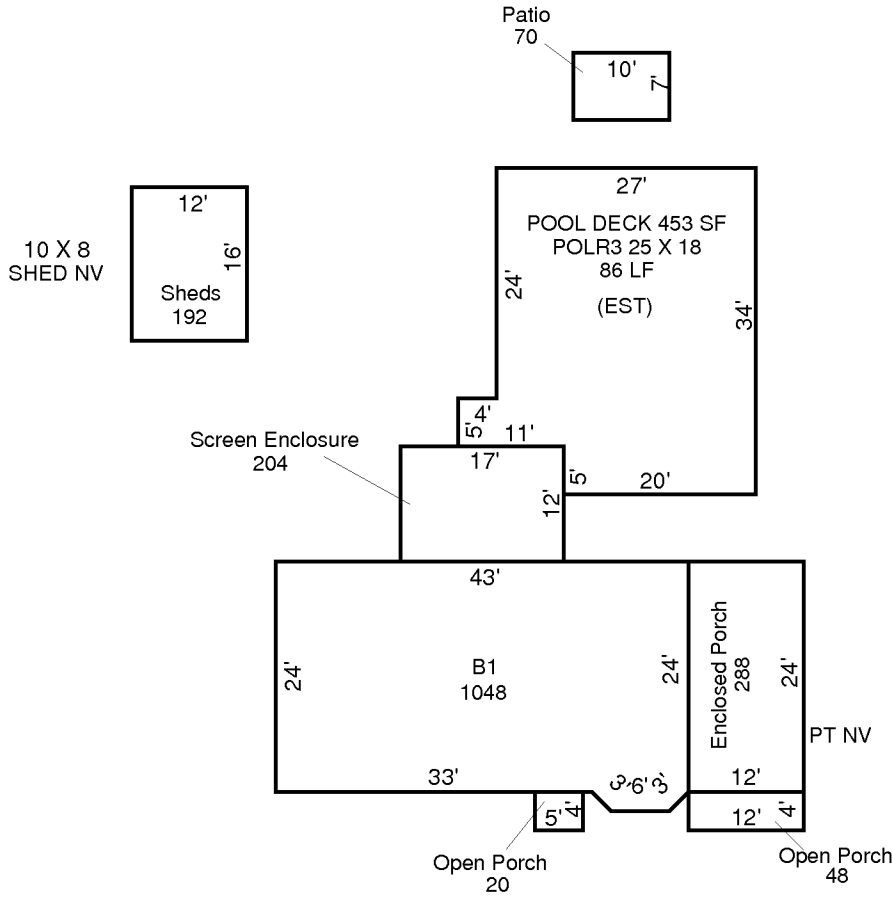 Patio
70
10'
7'
12'
16'
Sheds
192
10 X 8
SHED NV
27'
POOL DECK 453 SF
POLR3 25 X 18
86 LF
(EST)
24'
34'
4'
5'
11'
Screen Enclosure
204
17'
12'
5'
20'
43'
24'
B1
1048
24'
Enclosed Porch
288
24'
PT NV
33'
3'
6'
3'
12'
5'
4'
12'
4'
Open Porch
20
Open Porch
48